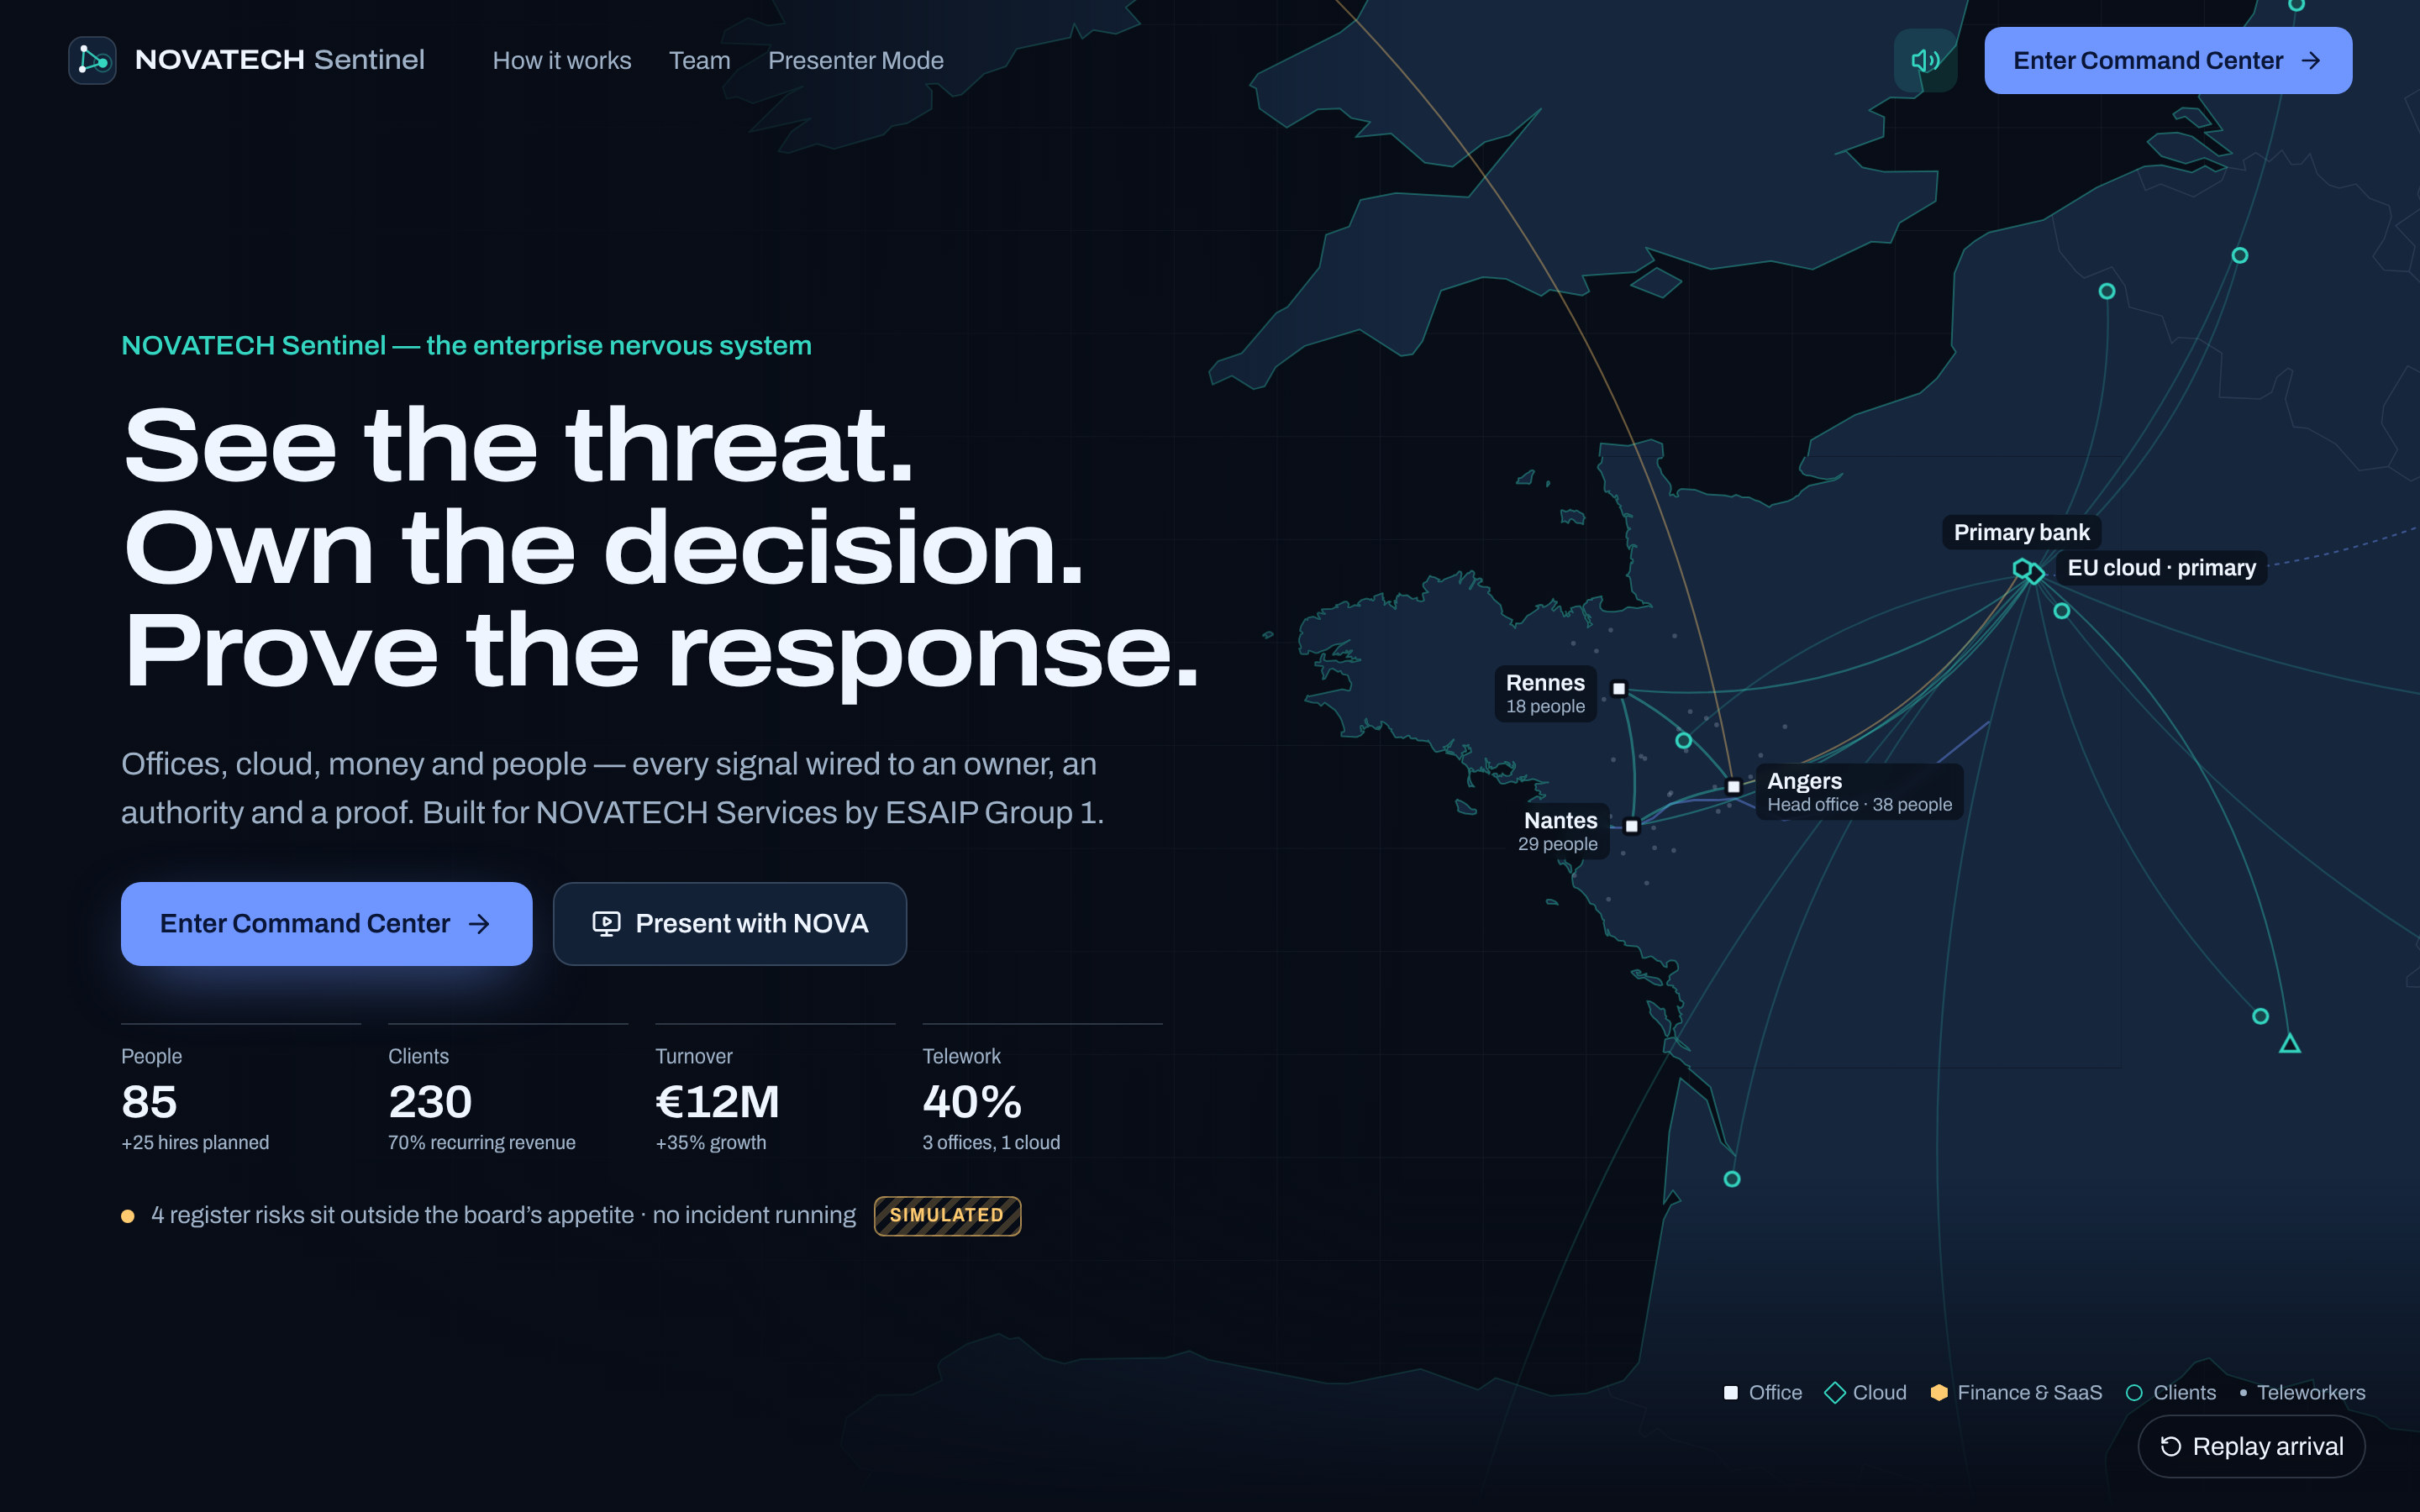 NOVATECH Sentinel
How it works
Team
Presenter Mode
Enter Command Center
NOVATECH Sentinel — the enterprise nervous system
See the threat.
Own the decision.
Prove the response.
Offices, cloud, money and people — every signal wired to an owner, an
authority and a proof. Built for NOVATECH Services by ESAIP Group 1.
Enter Command Center
Present with NOVA
People
85
+25 hires planned
Clients
230
70% recurring revenue
Turnover
€12M
+35% growth
Telework
40%
3 offices, 1 cloud
4 register risks sit outside the board’s appetite · no incident running
SIMULATED
Primary bank
EU cloud · primary
Rennes
18 people
Angers
Head office · 38 people
Nantes
29 people
Office
Cloud
Finance & SaaS
Clients
Teleworkers
Replay arrival